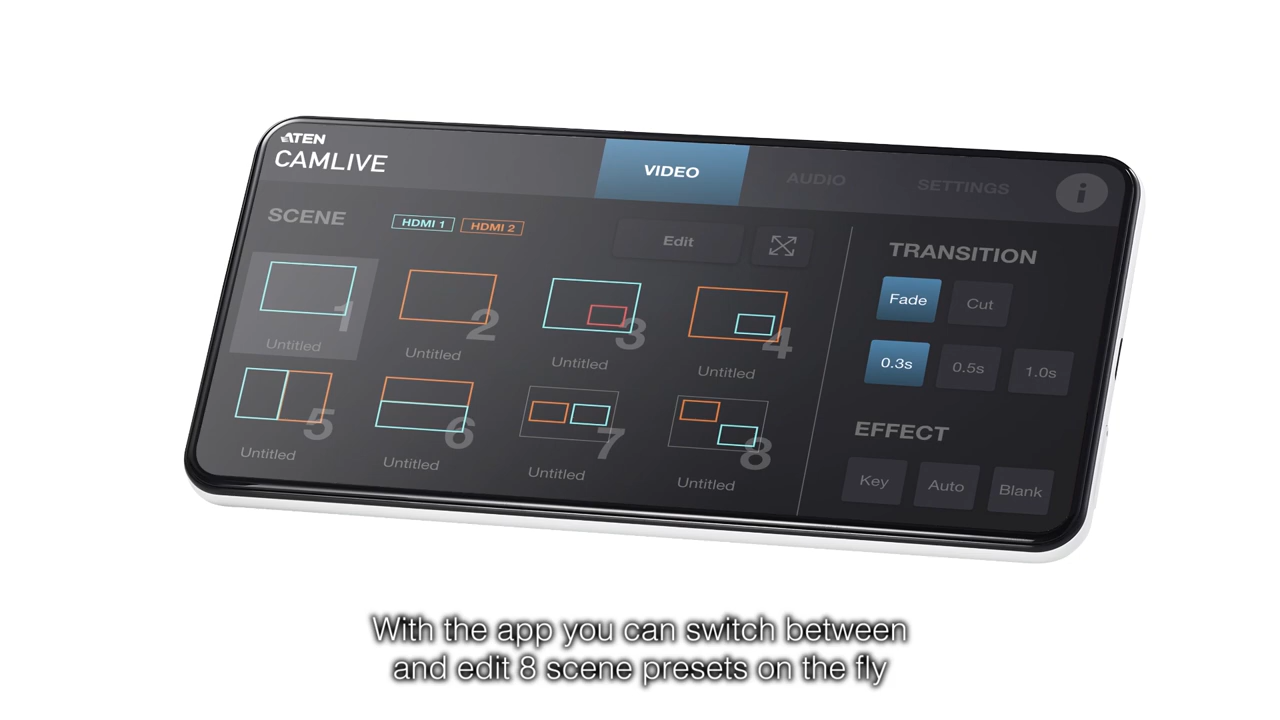 ATEN
CAMLIVE
VIDEO
AUDIO
SETTINGS
i
SCENE
HDMI 1
HDMI 2
Edit
1
Untitled
2
Untitled
3
Untitled
4
Untitled
5
Untitled
6
Untitled
7
Untitled
8
Untitled
TRANSITION
Fade
Cut
0.3s
0.5s
1.0s
EFFECT
Key
Auto
Blank
With the app you can switch between
and edit 8 scene presets on the fly